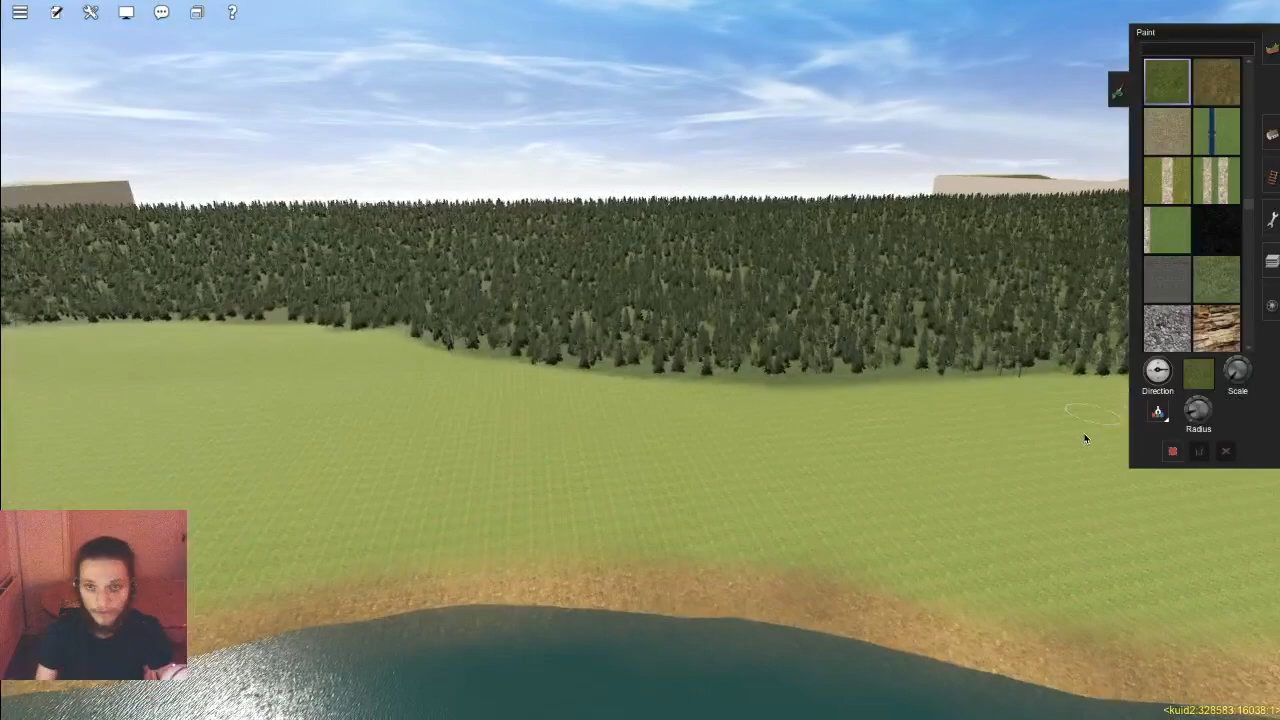 Paint
Direction
Scale
Radius
<kuid2:328583:16038:1>